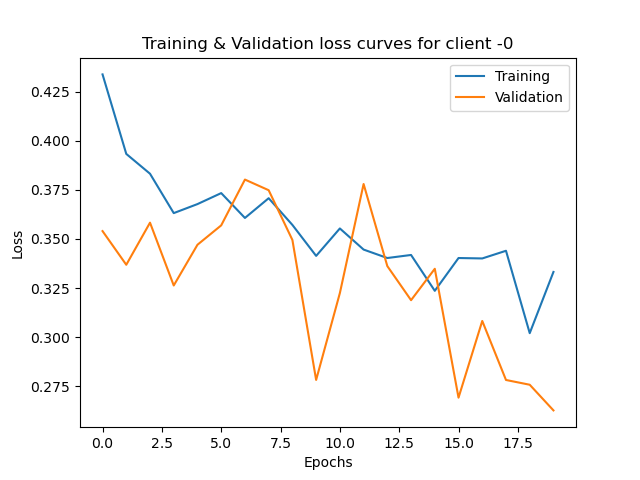 Training & Validation loss curves for client -0
Training
Validation
0.425
0.400
0.375
0.350
0.325
0.300
0.275
Loss
0.0 2.5 5.0 7.5 10.0 12.5 15.0 17.5
Epochs